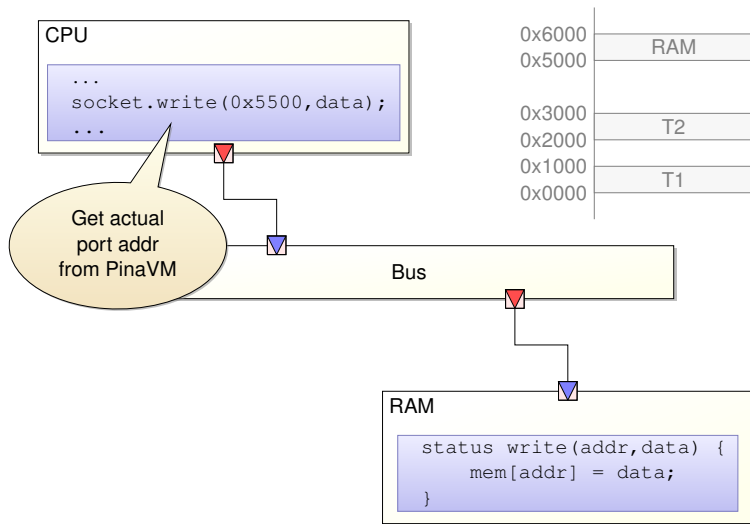 CPU
...
socket.write(0x5500,data);
...
0x6000
RAM
0x5000
0x3000
T2
0x2000
0x1000
T1
0x0000
Get actual
port addr
from PinaVM
Bus
RAM
status write(addr,data) {
mem[addr] = data;
}